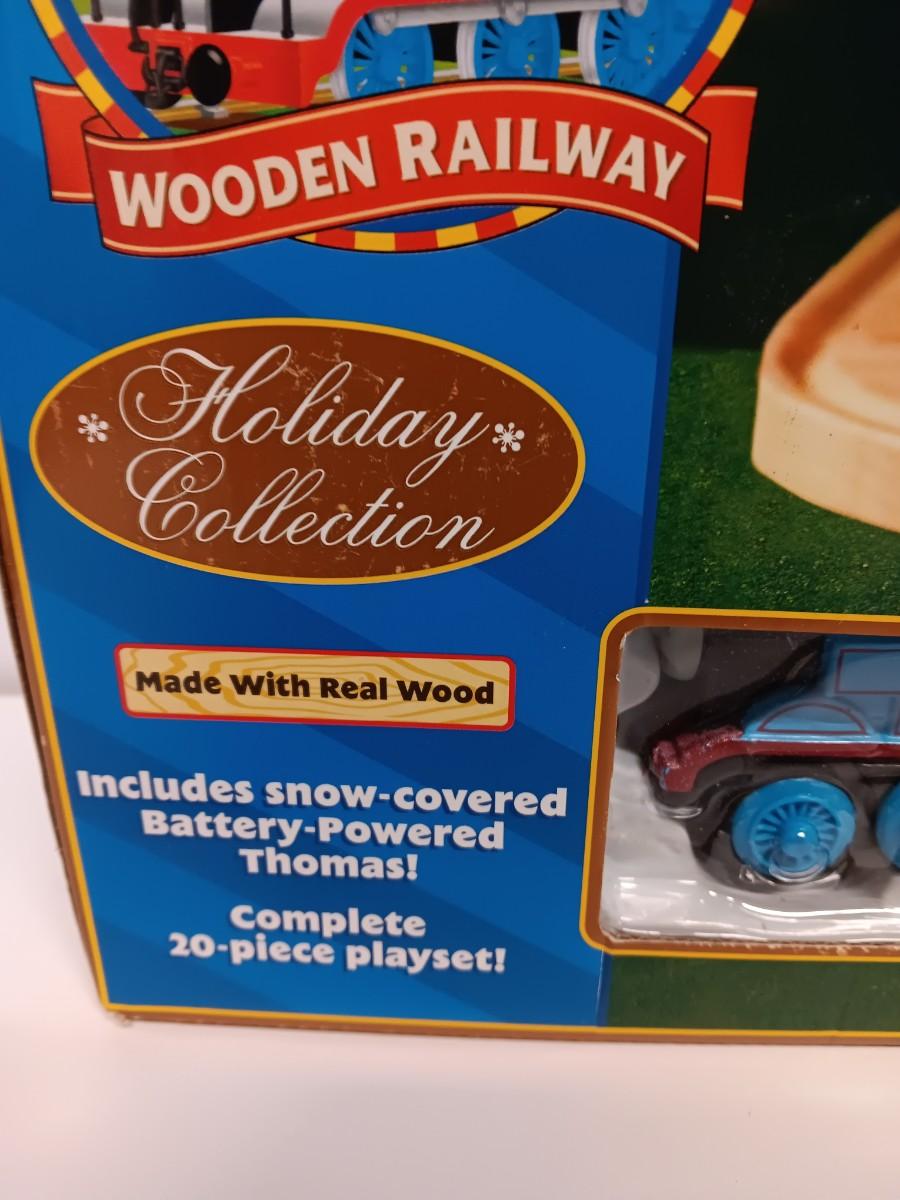 WOODEN RAILWAY
Holiday
Collection
Made With Real Wood
Includes snow-covered
Battery-Powered
Thomas!
Complete
20-piece playset!